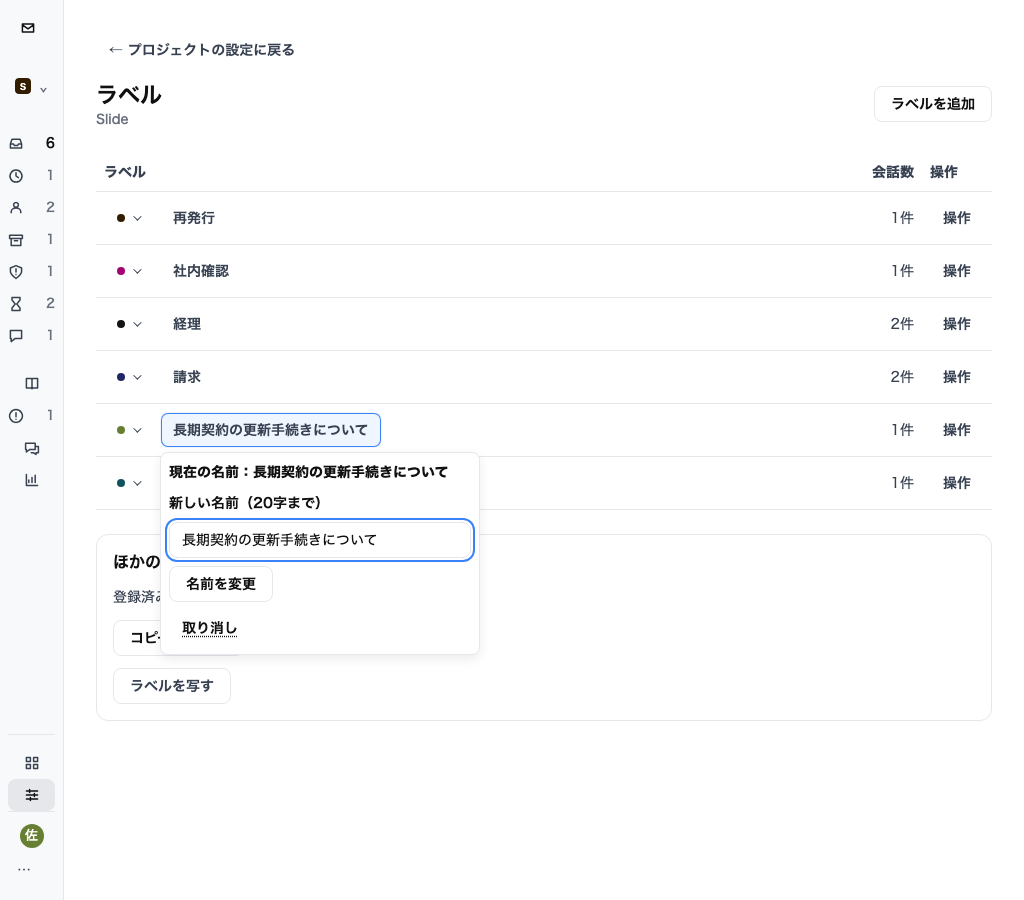 ← プロジェクトの設定に戻る
S
ラベル
Slide
ラベルを追加
6
1
2
1
1
2
1
1
ラベル 会話数 操作
再発行 1件 操作
社内確認 1件 操作
経理 2件 操作
請求 2件 操作
長期契約の更新手続きについて 1件 操作
1件 操作
現在の名前：長期契約の更新手続きについて
新しい名前（20字まで）
長期契約の更新手続きについて
名前を変更
取り消し
ほかの
登録済み
コピー
ラベルを写す
佐
…